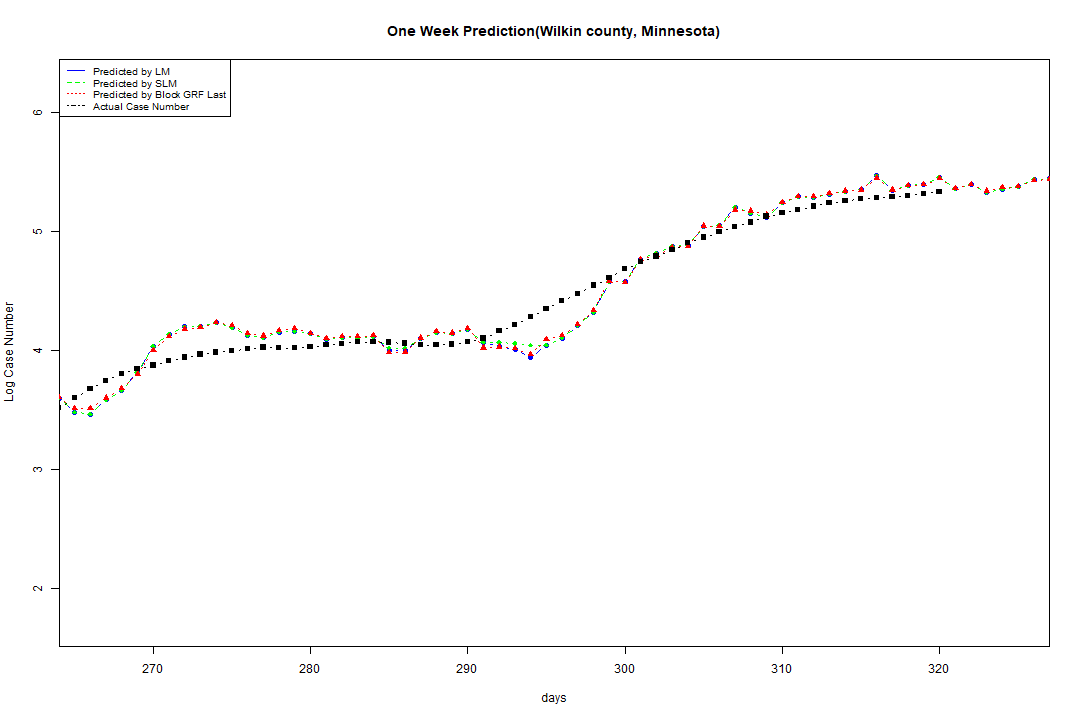 One Week Prediction(Wilkin county, Minnesota)
Predicted by LM
Predicted by SLM
Predicted by Block GRF Last
Actual Case Number
Log Case Number
6
5
4
3
2
270 280 290 300 310 320
days